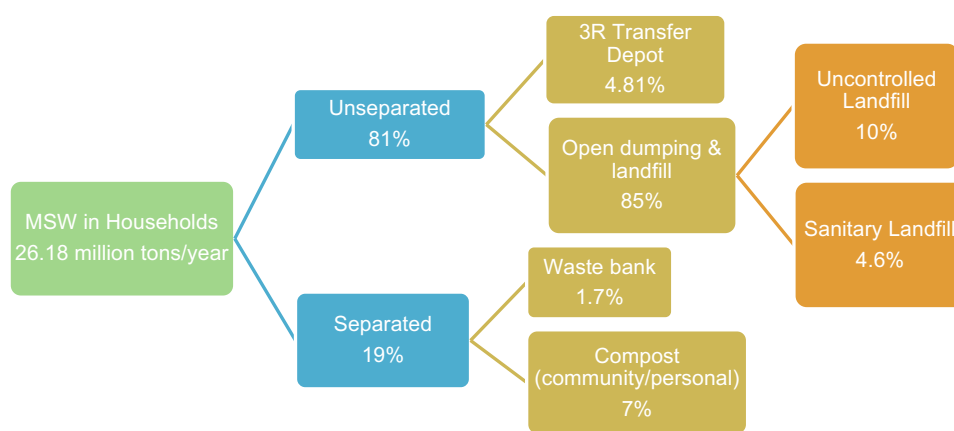 MSW in Households
26.18 million tons/year
Unseparated
81%
Separated
19%
3R Transfer
Depot
4.81%
Open dumping &
landfill
85%
Waste bank
1.7%
Compost
(community/personal)
7%
Uncontrolled
Landfill
10%
Sanitary Landfill
4.6%